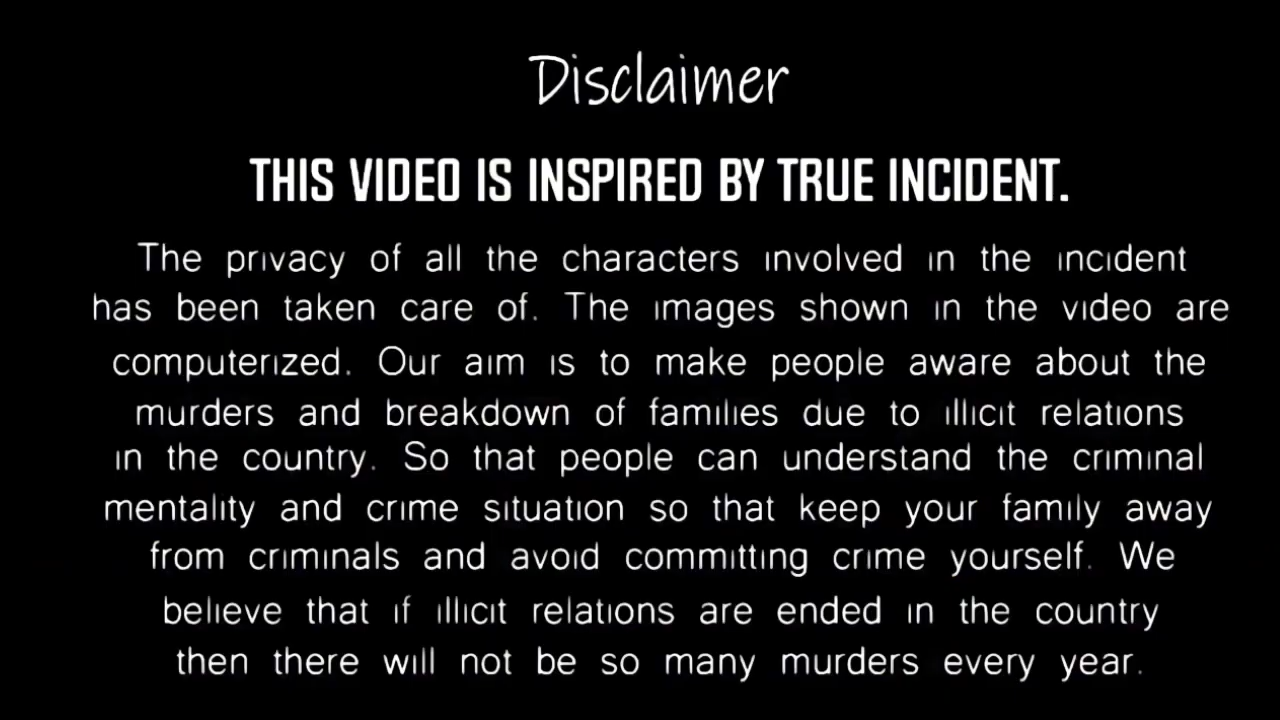 Disclaimer
THIS VIDEO IS INSPIRED BY TRUE INCIDENT.
The privacy of all the characters involved in the incident
has been taken care of. The images shown in the video are
computerized. Our aim is to make people aware about the
murders and breakdown of families due to illicit relations
in the country. So that people can understand the criminal
mentality and crime situation so that keep your family away
from criminals and avoid committing crime yourself. We
believe that if illicit relations are ended in the country
then there will not be so many murders every year.